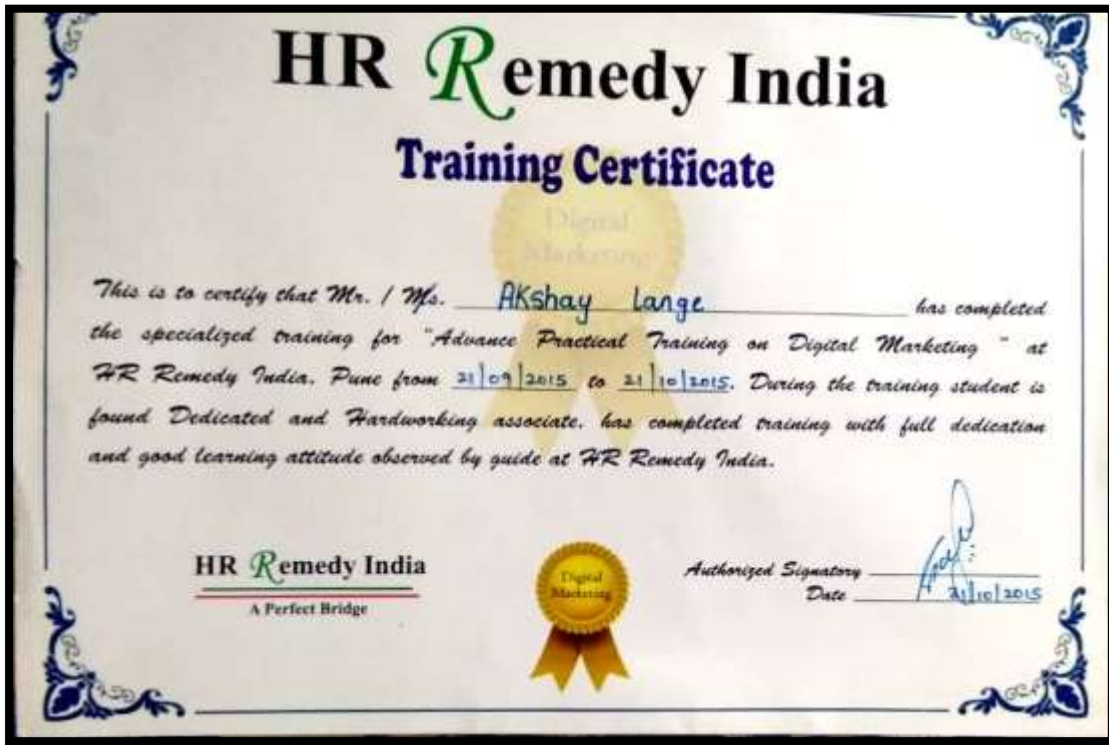 HR Remedy India
Training Certificate
Digital
Marketing
This is to certify that Mr. / Ms. Akshay Lange has completed
the specialized training for "Advance Practical Training on Digital Marketing " at
HR Remedy India, Pune from 21/09/2015 to 21/10/2015. During the training student is
found Dedicated and Hardworking associate, has completed training with full dedication
and good learning attitude observed by guide at HR Remedy India.
HR Remedy India
A Perfect Bridge
Digital
Marketing
Authorized Signatory
Date 21/10/2015